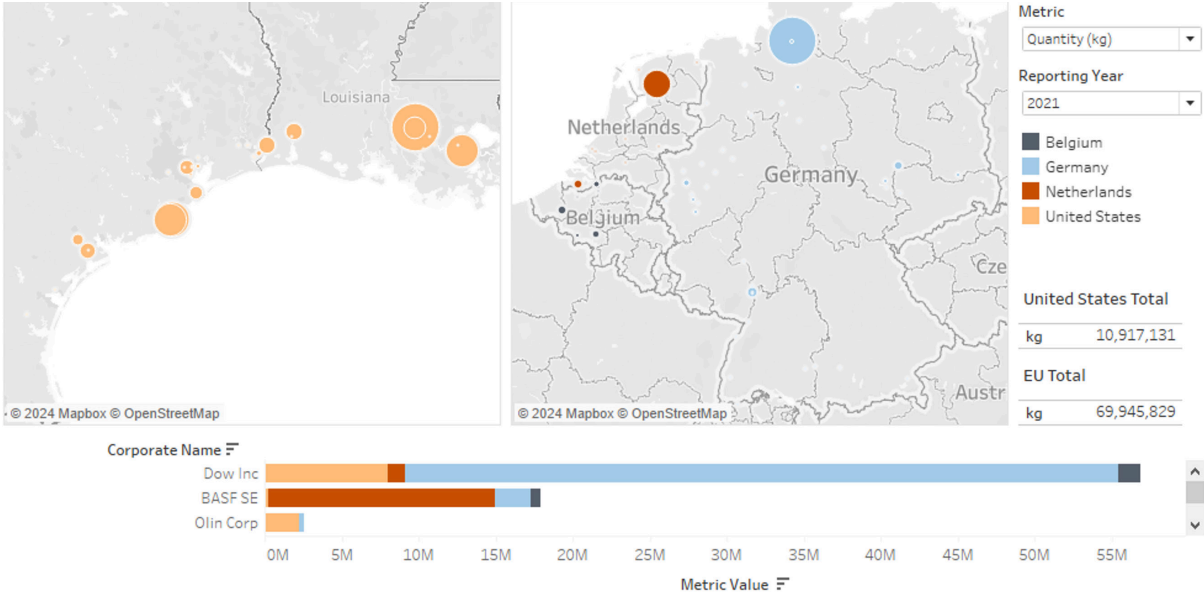 Louisiana
© 2024 Mapbox © OpenStreetMap
Netherlands
Germany
Belgium
Cze
Austr
© 2024 Mapbox © OpenStreetMap
Metric
Quantity (kg)
Reporting Year
2021
Belgium
Germany
Netherlands
United States
United States Total
kg 10,917,131
EU Total
kg 69,945,829
Corporate Name
Dow Inc
BASF SE
Olin Corp
0M 5M 10M 15M 20M 25M 30M 35M 40M 45M 50M 55M
Metric Value